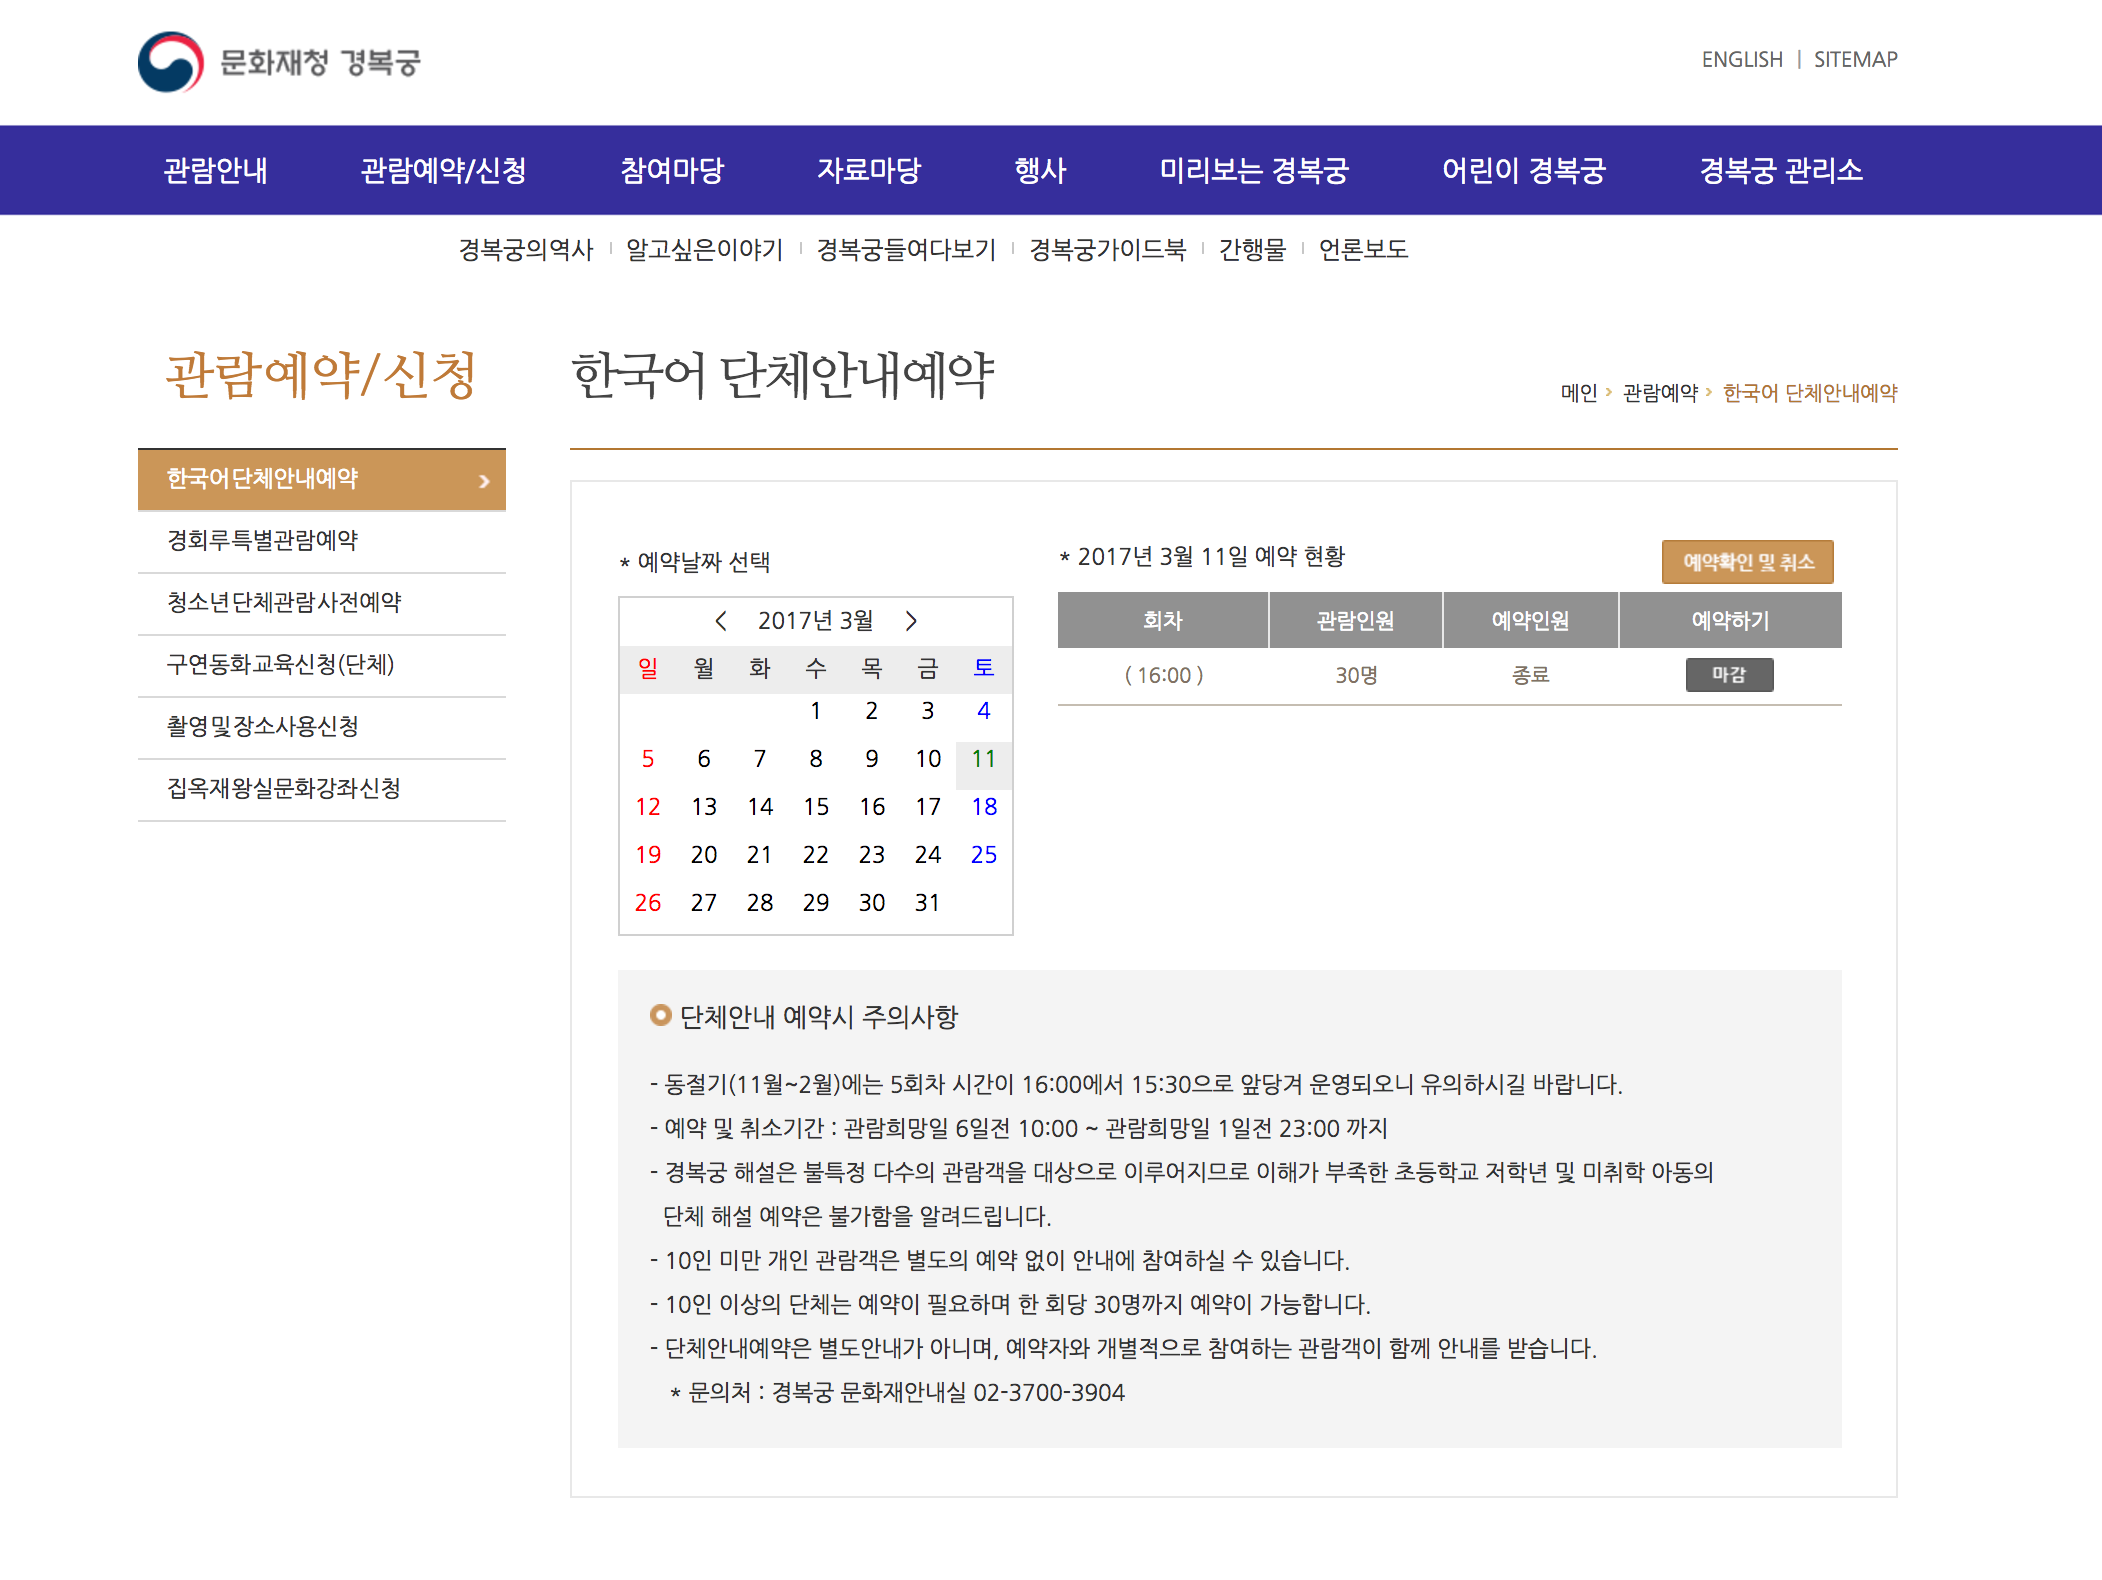 문화재청 경복궁
ENGLISH | SITEMAP
관람안내 관람예약/신청 참여마당 자료마당 행사 미리보는 경복궁 어린이 경복궁 경복궁 관리소
경복궁의역사 알고싶은이야기 경복궁들여다보기 경복궁가이드북 간행물 언론보도
관람예약/신청
한국어단체안내예약
경회루특별관람예약
청소년단체관람사전예약
구연동화교육신청(단체)
촬영및장소사용신청
집옥재왕실문화강좌신청
한국어 단체안내예약
메인 > 관람예약 > 한국어 단체안내예약
* 예약날짜 선택
< 2017년 3월 >
일 월 화 수 목 금 토
1 2 3 4
5 6 7 8 9 10 11
12 13 14 15 16 17 18
19 20 21 22 23 24 25
26 27 28 29 30 31
* 2017년 3월 11일 예약 현황
예약확인 및 취소
회차 관람인원 예약인원 예약하기
( 16:00 ) 30명 종료 마감
단체안내 예약시 주의사항
- 동절기(11월~2월)에는 5회차 시간이 16:00에서 15:30으로 앞당겨 운영되오니 유의하시길 바랍니다.
- 예약 및 취소기간 : 관람희망일 6일전 10:00 ~ 관람희망일 1일전 23:00 까지
- 경복궁 해설은 불특정 다수의 관람객을 대상으로 이루어지므로 이해가 부족한 초등학교 저학년 및 미취학 아동의
단체 해설 예약은 불가함을 알려드립니다.
- 10인 미만 개인 관람객은 별도의 예약 없이 안내에 참여하실 수 있습니다.
- 10인 이상의 단체는 예약이 필요하며 한 회당 30명까지 예약이 가능합니다.
- 단체안내예약은 별도안내가 아니며, 예약자와 개별적으로 참여하는 관람객이 함께 안내를 받습니다.
* 문의처 : 경복궁 문화재안내실 02-3700-3904